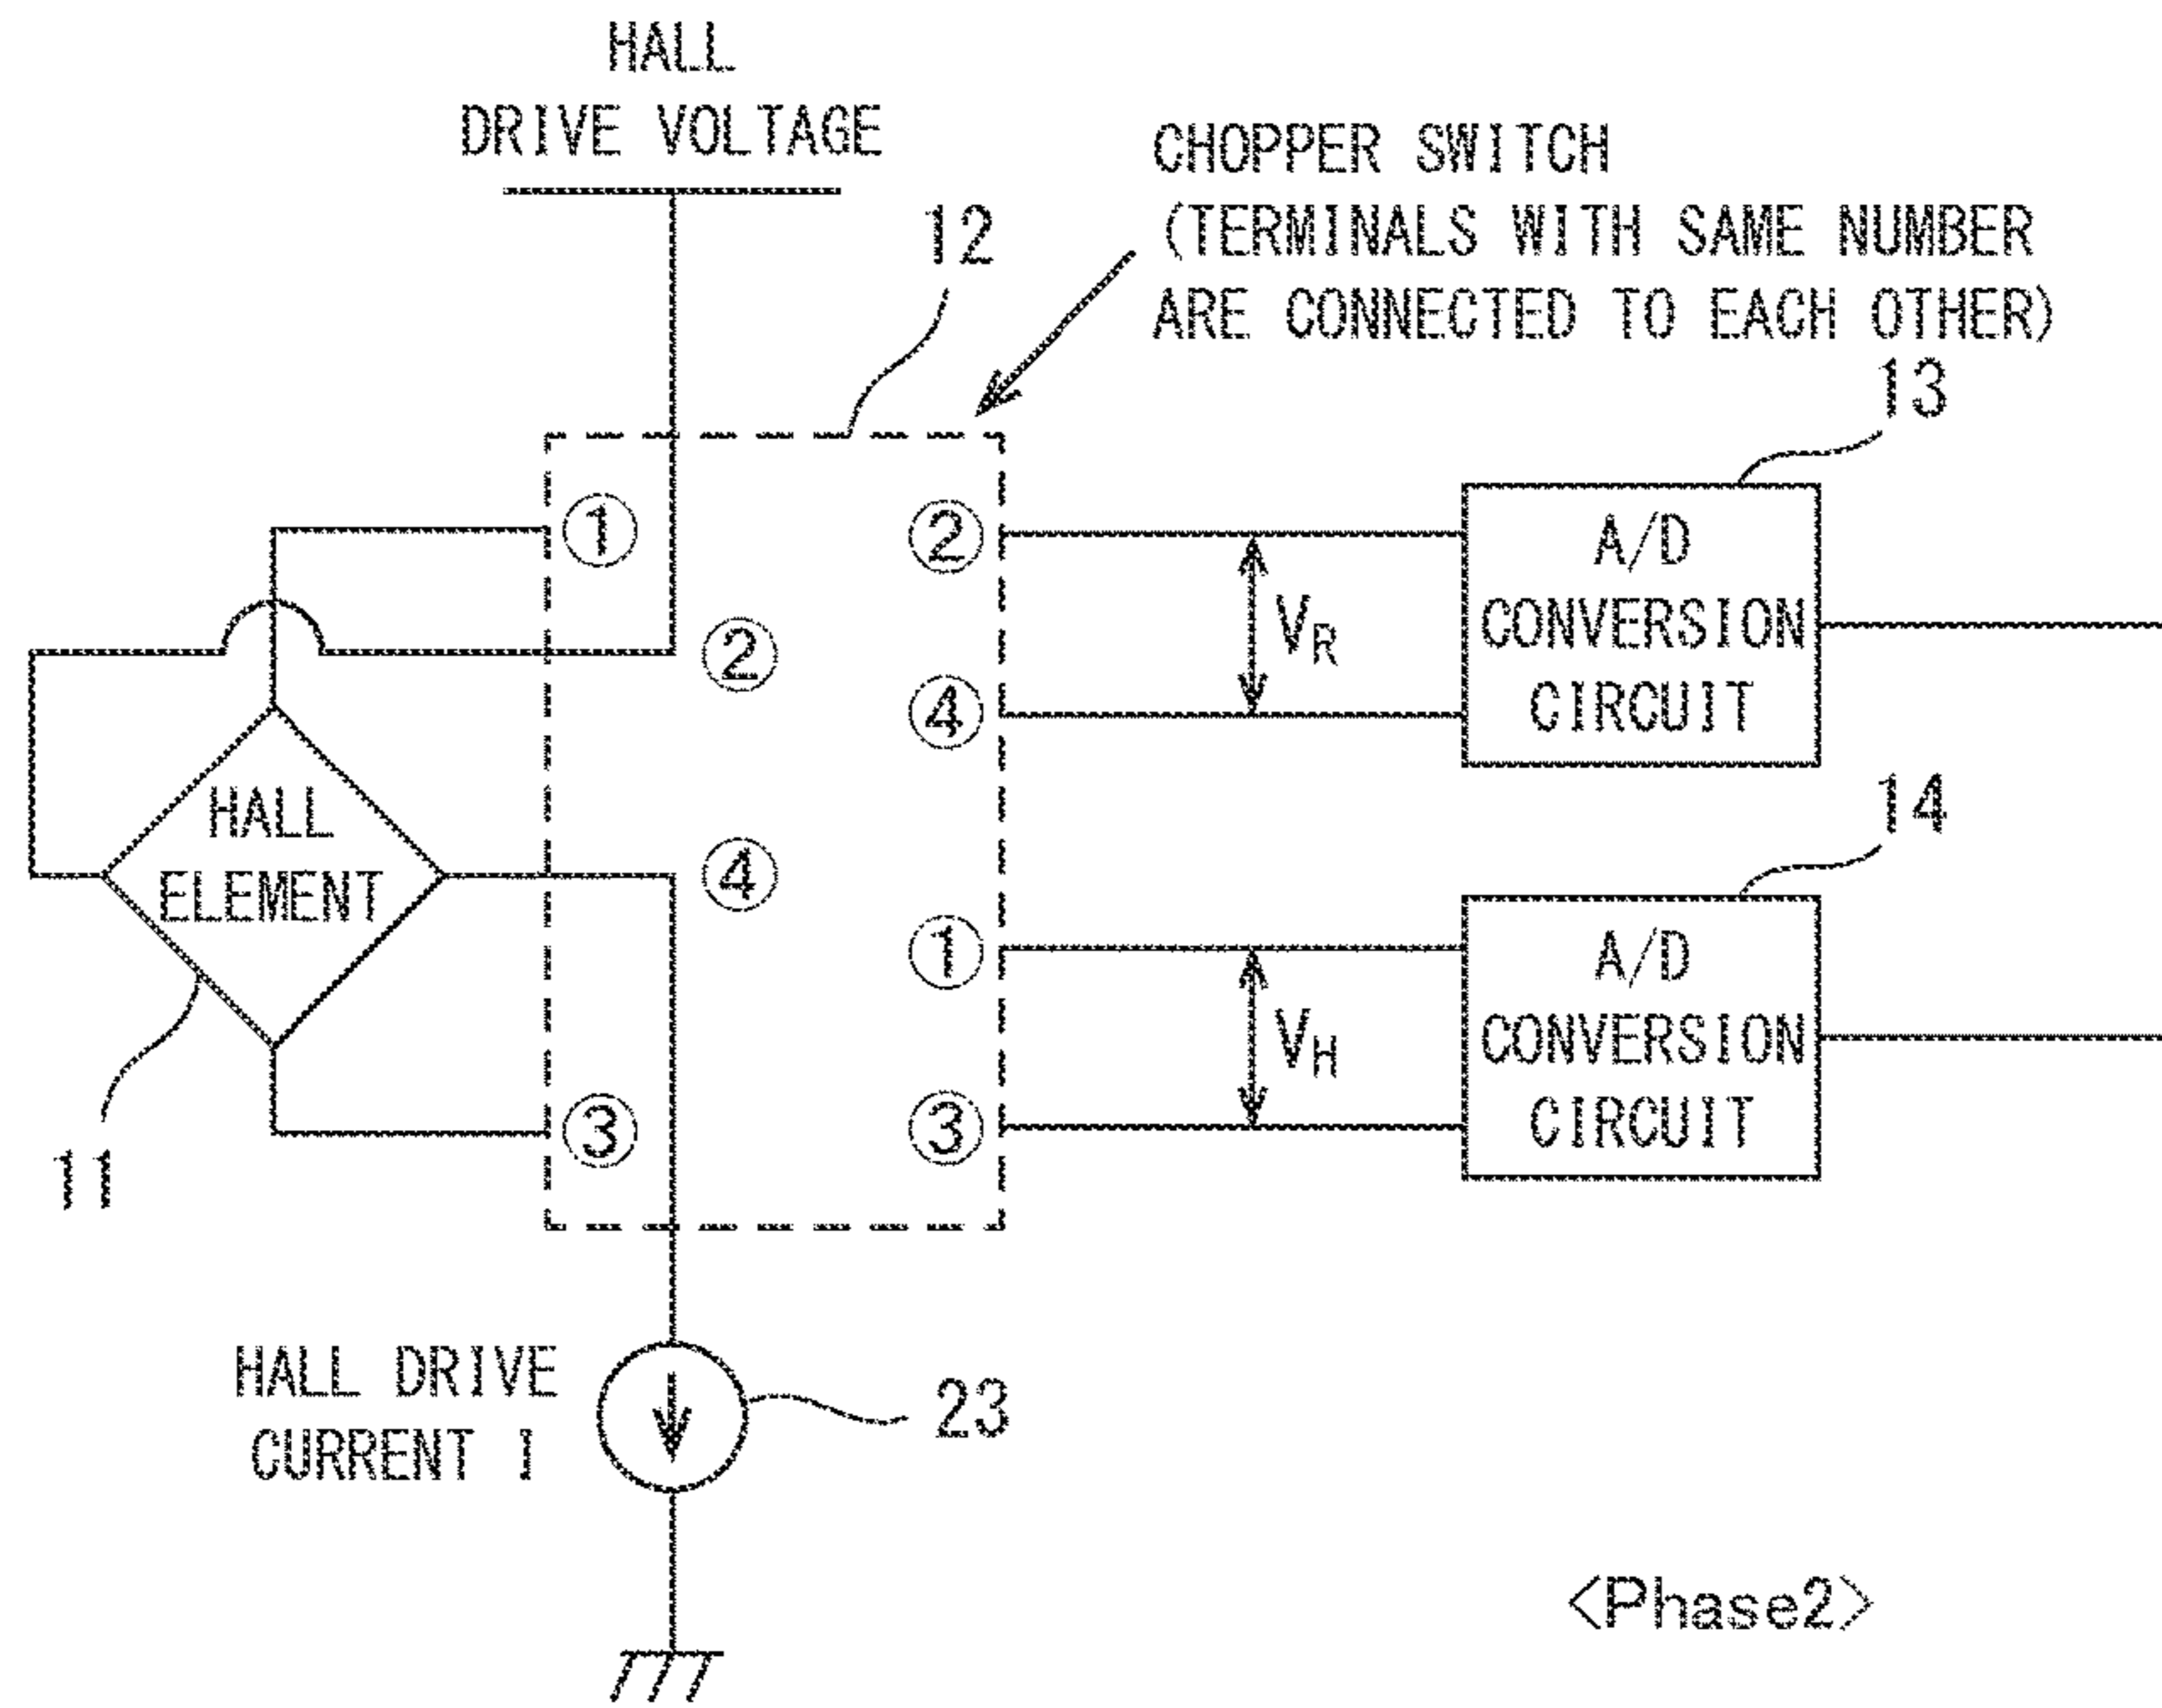 HALL
DRIVE VOLTAGE
CHOPPER SWITCH
(TERMINALS WITH SAME NUMBER
ARE CONNECTED TO EACH OTHER)
12
13
①
②
②
④
V_R
A/D
CONVERSION
CIRCUIT
HALL
ELEMENT
④
14
①
③
③
V_H
A/D
CONVERSION
CIRCUIT
11
HALL DRIVE
CURRENT I
23
<Phase2>